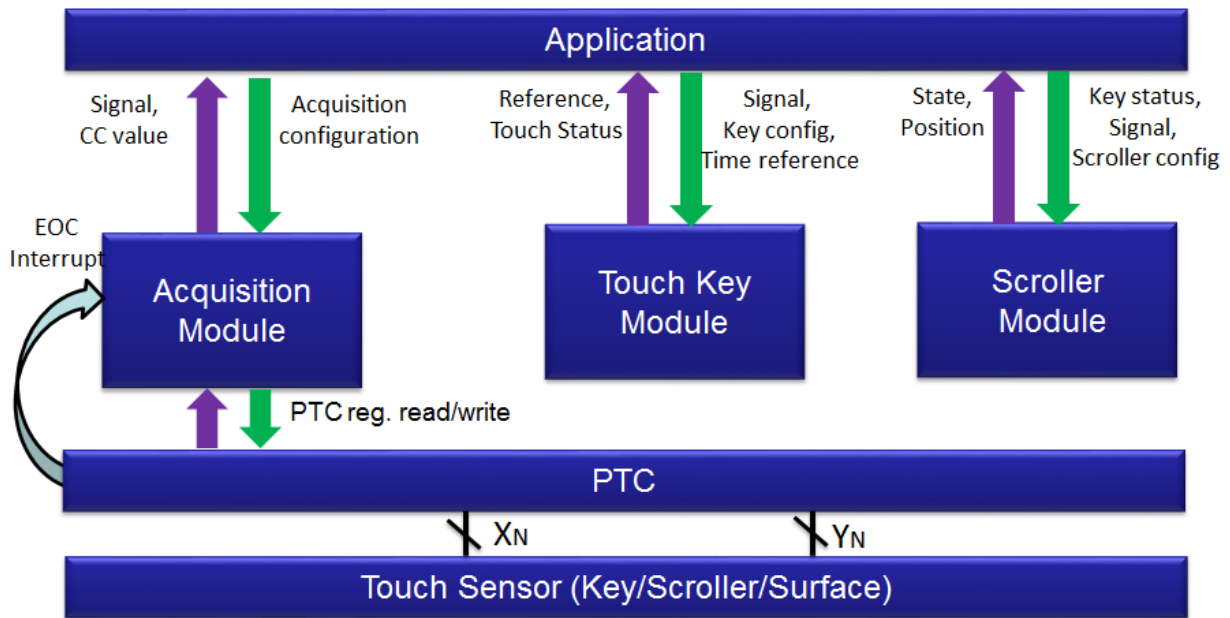 Application
Signal,
CC value
Acquisition
configuration
Reference,
Touch Status
Signal,
Key config,
Time reference
State,
Position
Key status,
Signal,
Scroller config
EOC
Interrupt
Acquisition
Module
Touch Key
Module
Scroller
Module
PTC reg. read/write
PTC
XN
YN
Touch Sensor (Key/Scroller/Surface)